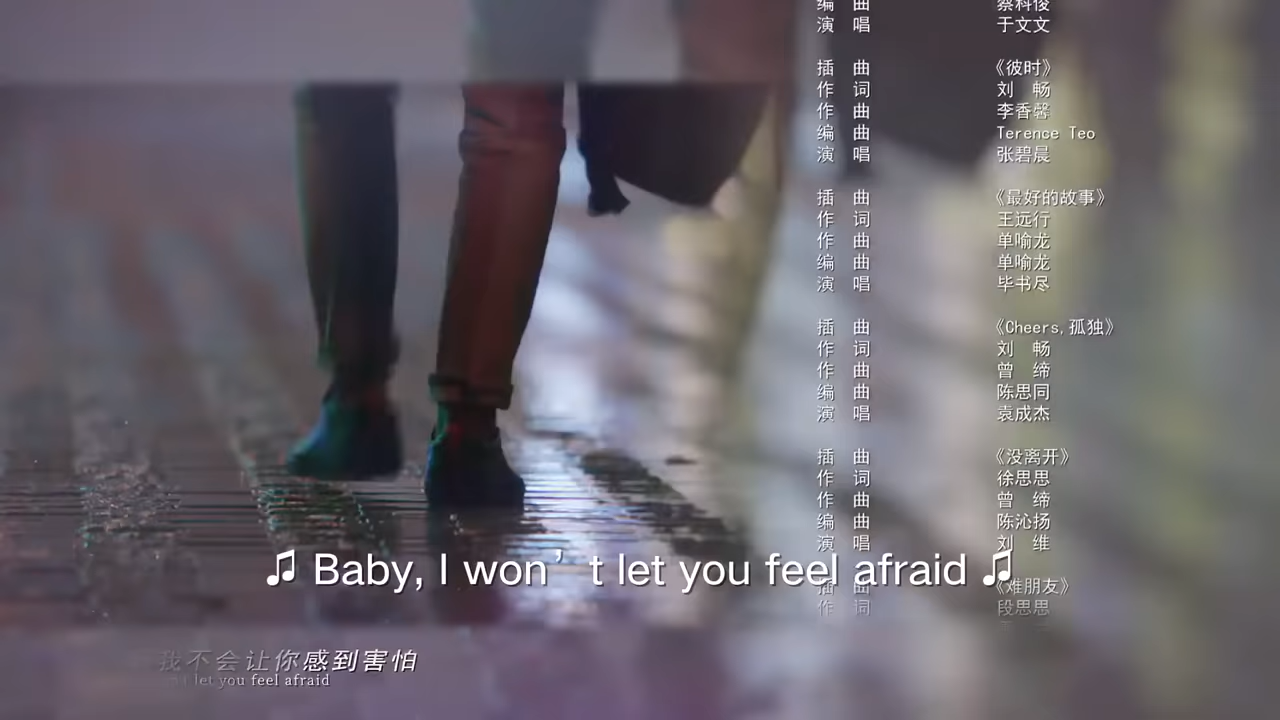 编 曲 蔡科俊
演 唱 于文文
插 曲 《彼时》
作 词 刘 畅
作 曲 李香馨
编 曲 Terence Teo
演 唱 张碧晨
插 曲 《最好的故事》
作 词 王远行
作 曲 单喻龙
编 曲 单喻龙
演 唱 毕书尽
插 曲 《Cheers,孤独》
作 词 刘 畅
作 曲 曾 缔
编 曲 陈思同
演 唱 袁成杰
插 曲 《没离开》
作 词 徐思思
作 曲 曾 缔
编 曲 陈沁扬
演 唱 刘 维
♫ Baby, I won’t let you feel afraid ♫
插 曲 《难朋友》
作 词 段思思
我不会让你感到害怕
let you feel afraid